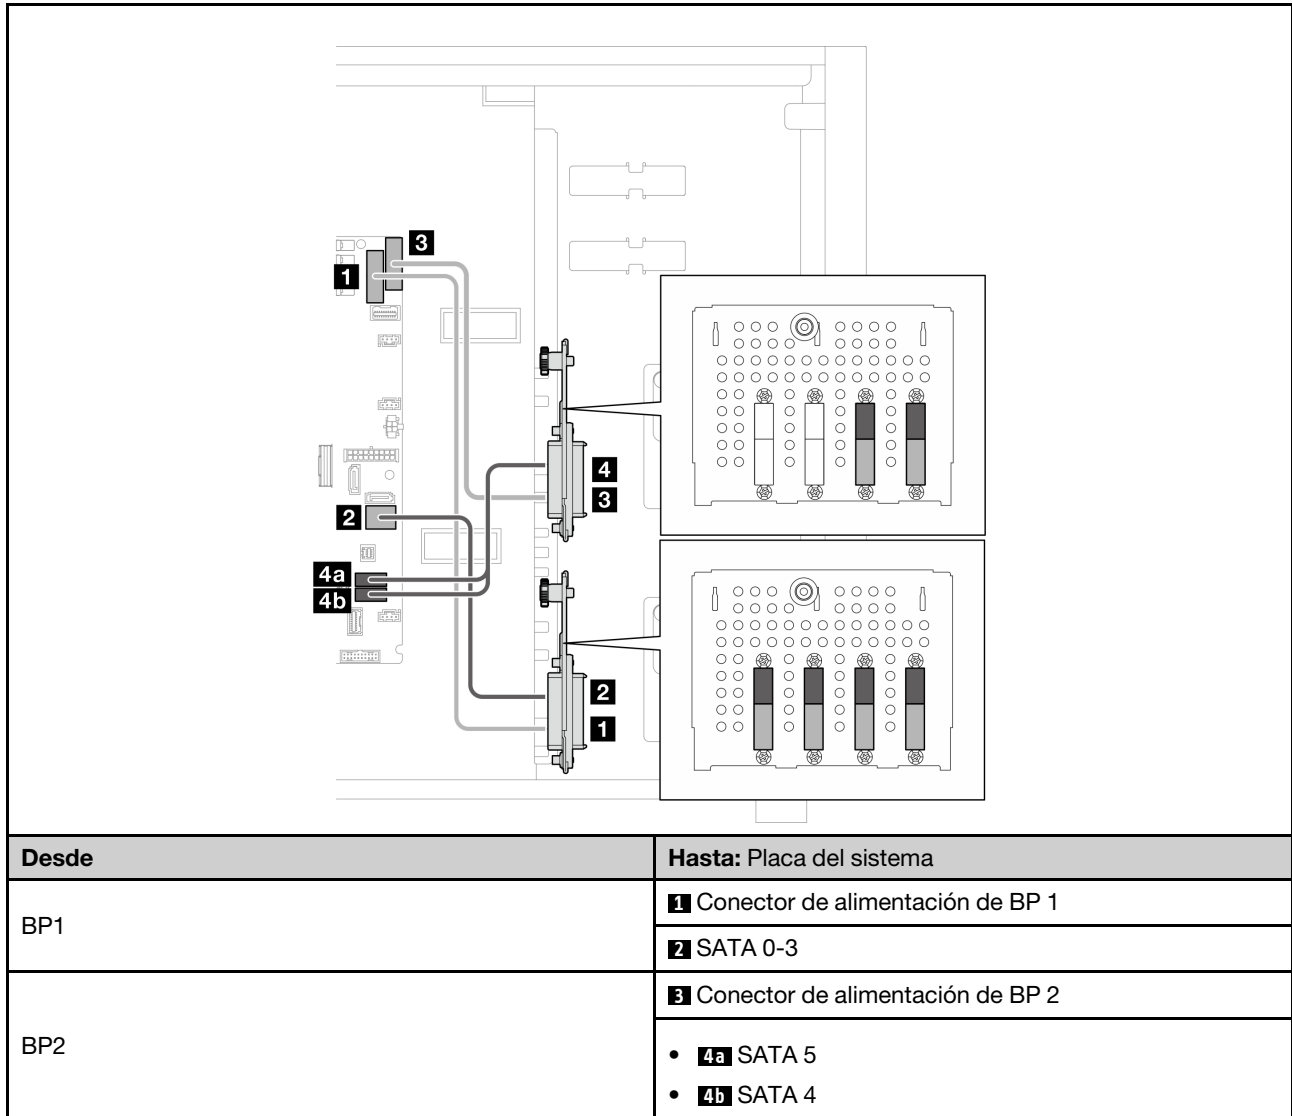 3
1
4
3
2
4a
4b
2
1
Desde
Hasta: Placa del sistema
BP1
1 Conector de alimentación de BP 1
2 SATA 0-3
BP2
3 Conector de alimentación de BP 2
• 4a SATA 5
• 4b SATA 4